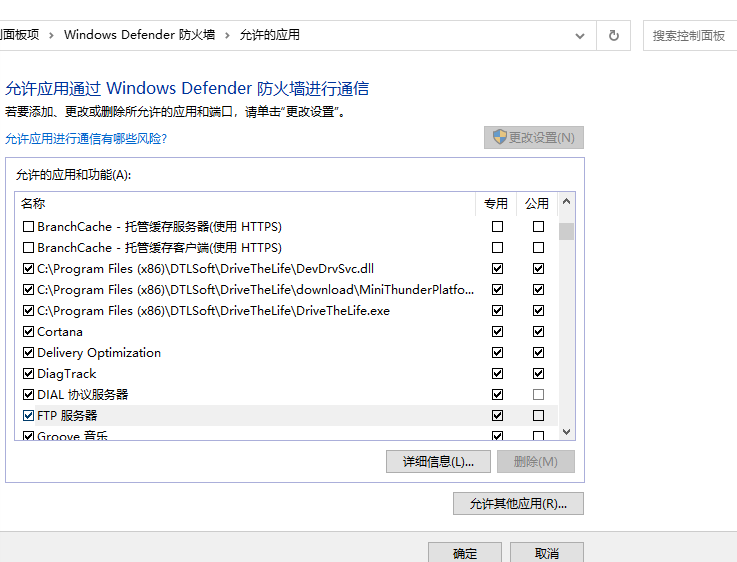 面板项 › Windows Defender 防火墙 › 允许的应用
搜索控制面板
允许应用通过 Windows Defender 防火墙进行通信
若要添加、更改或删除所允许的应用和端口，请单击“更改设置”。
允许应用进行通信有哪些风险?
更改设置(N)
允许的应用和功能(A):
名称 专用 公用
BranchCache - 托管缓存服务器(使用 HTTPS)
BranchCache - 托管缓存客户端(使用 HTTPS)
C:\Program Files (x86)\DTLSoft\DriveTheLife\DevDrvSvc.dll
C:\Program Files (x86)\DTLSoft\DriveTheLife\download\MiniThunderPlatfo...
C:\Program Files (x86)\DTLSoft\DriveTheLife\DriveTheLife.exe
Cortana
Delivery Optimization
DiagTrack
DIAL 协议服务器
FTP 服务器
Groove 音乐
详细信息(L)... 删除(M)
允许其他应用(R)...
确定 取消